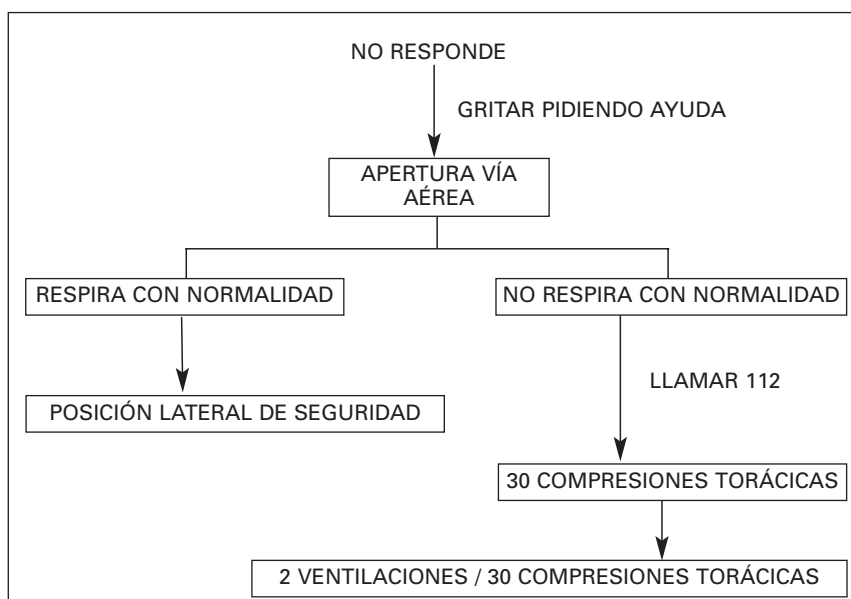 NO RESPONDE
GRITAR PIDIENDO AYUDA
APERTURA VÍA
AÉREA
RESPIRA CON NORMALIDAD
NO RESPIRA CON NORMALIDAD
LLAMAR 112
POSICIÓN LATERAL DE SEGURIDAD
30 COMPRESIONES TORÁCICAS
2 VENTILACIONES / 30 COMPRESIONES TORÁCICAS